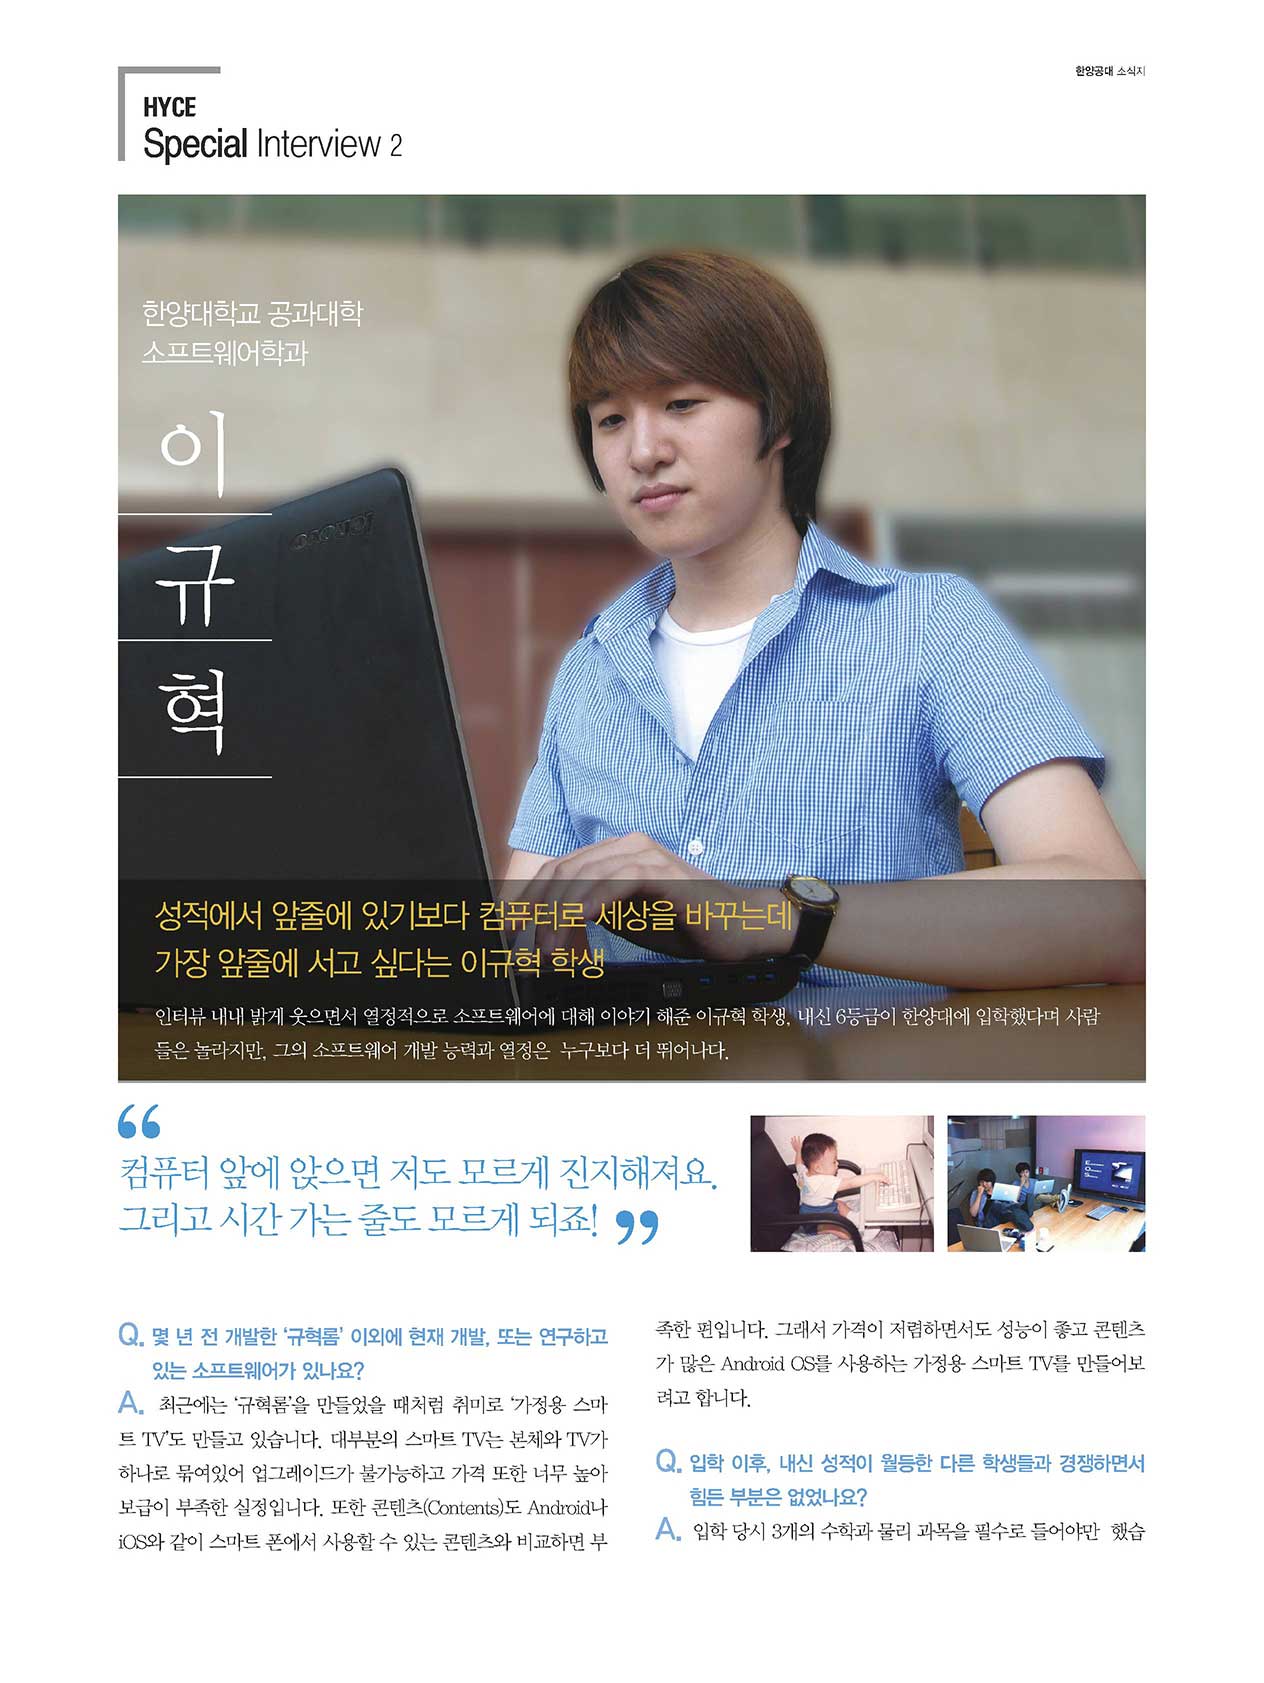 한양공대 소식지
HYCE
Special Interview 2
한양대학교 공과대학
소프트웨어학과
이
규
혁
lenovo
성적에서 앞줄에 있기보다 컴퓨터로 세상을 바꾸는데
가장 앞줄에 서고 싶다는 이규혁 학생
인터뷰 내내 밝게 웃으면서 열정적으로 소프트웨어에 대해 이야기 해준 이규혁 학생, 내신 6등급이 한양대에 입학했다며 사람
들은 놀라지만, 그의 소프트웨어 개발 능력과 열정은 누구보다 더 뛰어나다.
“
컴퓨터 앞에 앉으면 저도 모르게 진지해져요.
그리고 시간 가는 줄도 모르게 되죠! ”
Q. 몇 년 전 개발한 ‘규혁롬’ 이외에 현재 개발, 또는 연구하고
있는 소프트웨어가 있나요?
A. 최근에는 ‘규혁롬’을 만들었을 때처럼 취미로 ‘가정용 스마
트 TV’도 만들고 있습니다. 대부분의 스마트 TV는 본체와 TV가
하나로 묶여있어 업그레이드가 불가능하고 가격 또한 너무 높아
보급이 부족한 실정입니다. 또한 콘텐츠(Contents)도 Android나
iOS와 같이 스마트 폰에서 사용할 수 있는 콘텐츠와 비교하면 부
족한 편입니다. 그래서 가격이 저렴하면서도 성능이 좋고 콘텐츠
가 많은 Android OS를 사용하는 가정용 스마트 TV를 만들어보
려고 합니다.
Q. 입학 이후, 내신 성적이 월등한 다른 학생들과 경쟁하면서
힘든 부분은 없었나요?
A. 입학 당시 3개의 수학과 물리 과목을 필수로 들어야만 했습